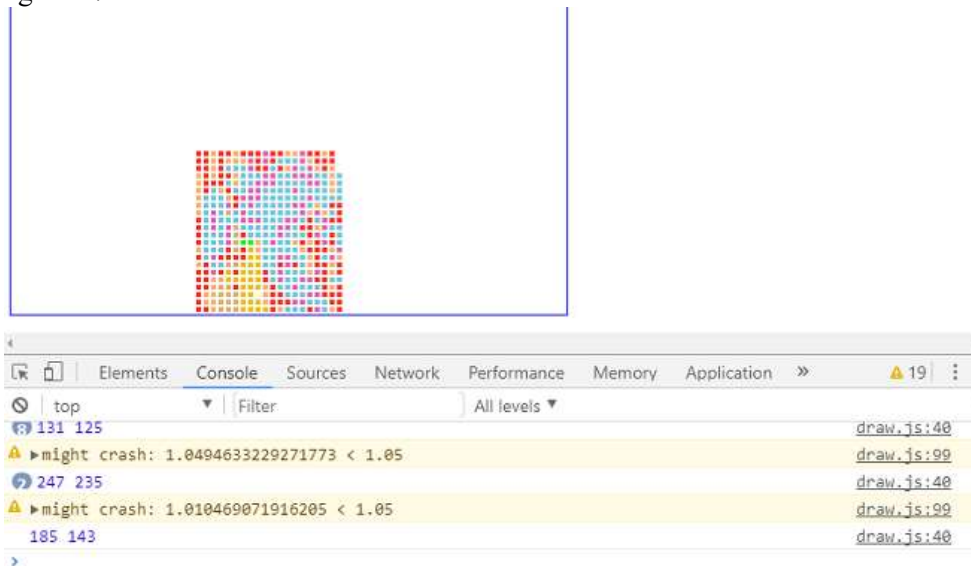 Elements Console Sources Network Performance Memory Application » 19
top Filter All levels
8 131 125 draw.js:40
might crash: 1.0494633229271773 < 1.05 draw.js:99
2 247 235 draw.js:40
might crash: 1.010469071916205 < 1.05 draw.js:99
185 143 draw.js:40
>